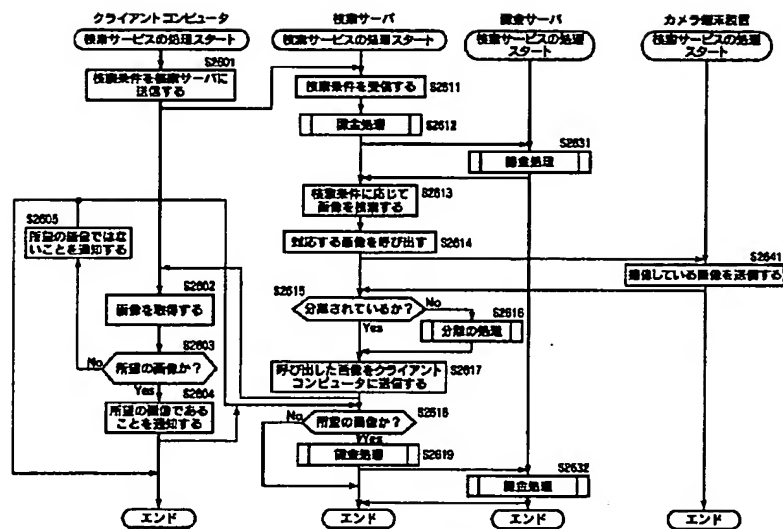 クライアントコンピュータ
検索サービスの処理スタート
S2601
検索条件を検索サーバに
送信する
S2605
所望の画像ではな
いことを通知する
S2602
画像を取得する
S2603
No
所望の画像か？
Yes
S2604
所望の画像である
ことを通知する
エンド
検索サーバ
検索サービスの処理スタート
検索条件を受信する
S2611
課金処理
S2612
検索条件に応じて
画像を検索する
S2613
対応する画像を呼び出す
S2614
S2615
分離されているか？
No
Yes
S2616
分離の処理
呼び出した画像をクライアント
コンピュータに送信する
S2617
No
所望の画像か？
S2618
Yes
課金処理
S2619
エンド
課金サーバ
検索サービスの処理
スタート
S2631
課金処理
S2632
課金処理
エンド
カメラ端末装置
検索サービスの処理
スタート
S2641
撮像している画像を送信する
エンド